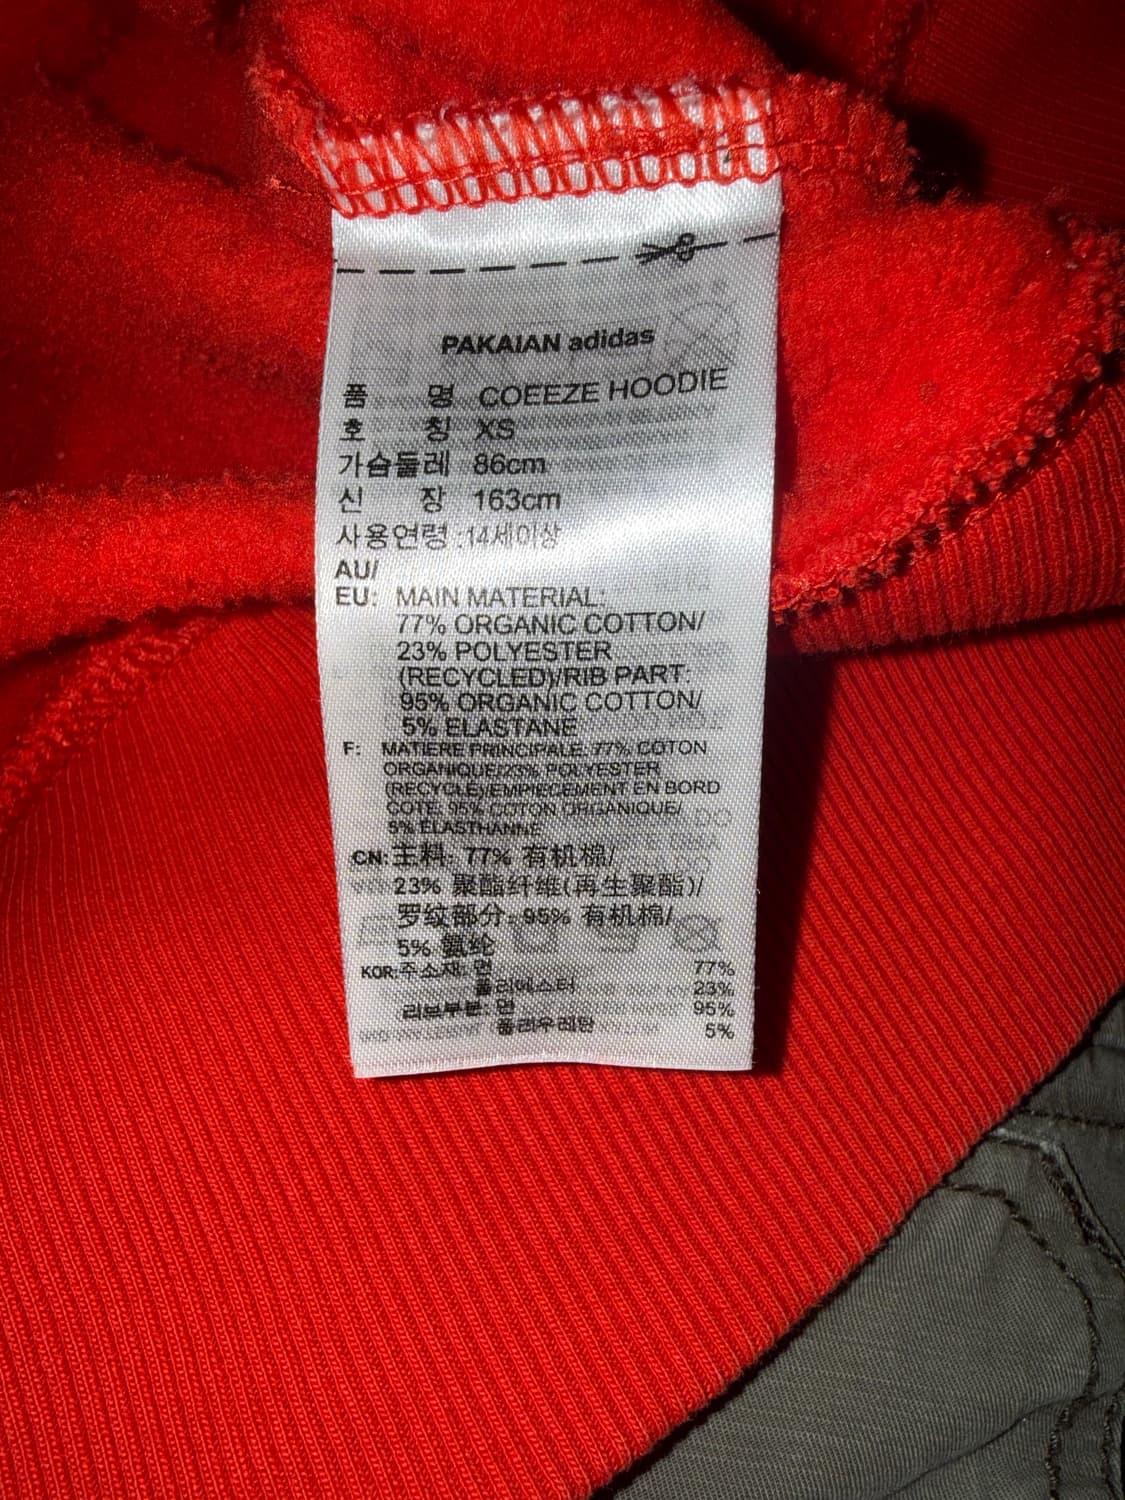 PAKAIAN adidas
품 명 COEEZE HOODIE
호 칭 XS
가슴둘레 86cm
신 장 163cm
사용연령 :14세이상
AU/
EU: MAIN MATERIAL:
77% ORGANIC COTTON/
23% POLYESTER
(RECYCLED)/RIB PART:
95% ORGANIC COTTON/
5% ELASTANE
F: MATIERE PRINCIPALE: 77% COTON
ORGANIQUE/23% POLYESTER
(RECYCLÉ)/EMPIECEMENT EN BORD
COTE: 95% COTON ORGANIQUE/
5% ÉLASTHANNE
CN: 主料: 77% 有机棉/
23% 聚酯纤维(再生聚酯)/
罗纹部分: 95% 有机棉/
5% 氨纶
KOR:주소재: 면 77%
폴리에스터 23%
리브부분: 면 95%
폴리우레탄 5%